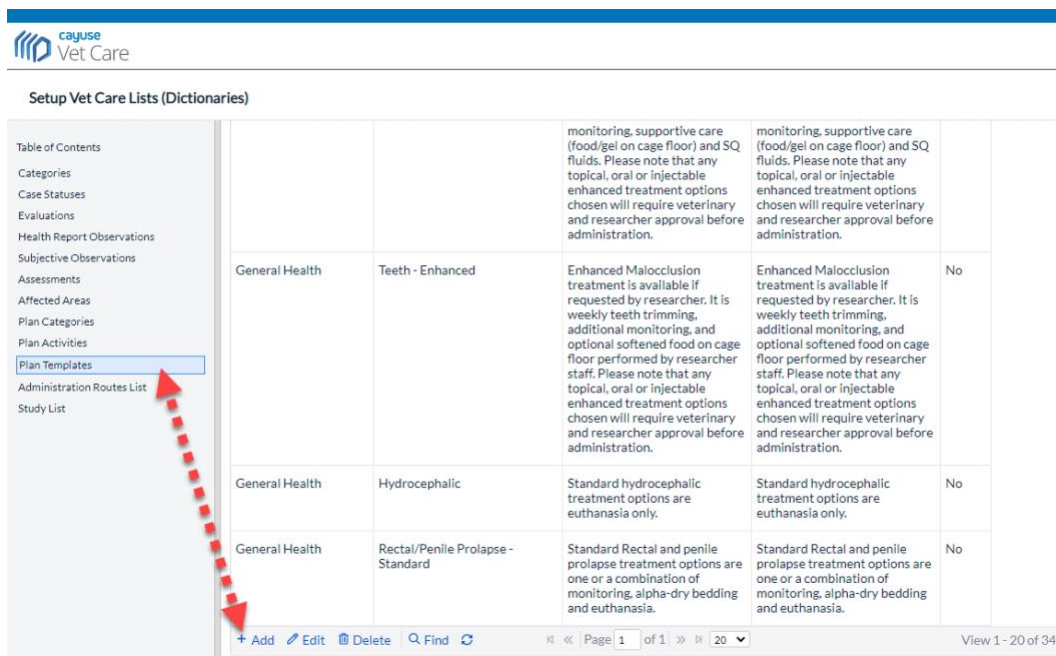 cayuse
Vet Care
Setup Vet Care Lists (Dictionaries)
Table of Contents
Categories
Case Statuses
Evaluations
Health Report Observations
Subjective Observations
Assessments
Affected Areas
Plan Categories
Plan Activities
Plan Templates
Administration Routes List
Study List
monitoring, supportive care
(food/gel on cage floor) and SQ
fluids. Please note that any
topical, oral or injectable
enhanced treatment options
chosen will require veterinary
and researcher approval before
administration.
monitoring, supportive care
(food/gel on cage floor) and SQ
fluids. Please note that any
topical, oral or injectable
enhanced treatment options
chosen will require veterinary
and researcher approval before
administration.
General Health
Teeth - Enhanced
Enhanced Malocclusion
treatment is available if
requested by researcher. It is
weekly teeth trimming,
additional monitoring, and
optional softened food on cage
floor performed by researcher
staff. Please note that any
topical, oral or injectable
enhanced treatment options
chosen will require veterinary
and researcher approval before
administration.
Enhanced Malocclusion
treatment is available if
requested by researcher. It is
weekly teeth trimming,
additional monitoring, and
optional softened food on cage
floor performed by researcher
staff. Please note that any
topical, oral or injectable
enhanced treatment options
chosen will require veterinary
and researcher approval before
administration.
No
General Health
Hydrocephalic
Standard hydrocephalic
treatment options are
euthanasia only.
Standard hydrocephalic
treatment options are
euthanasia only.
No
General Health
Rectal/Penile Prolapse -
Standard
Standard Rectal and penile
prolapse treatment options are
one or a combination of
monitoring, alpha-dry bedding
and euthanasia.
Standard Rectal and penile
prolapse treatment options are
one or a combination of
monitoring, alpha-dry bedding
and euthanasia.
No
+ Add Edit Delete Find Page 1 of 1 20 View 1 - 20 of 34